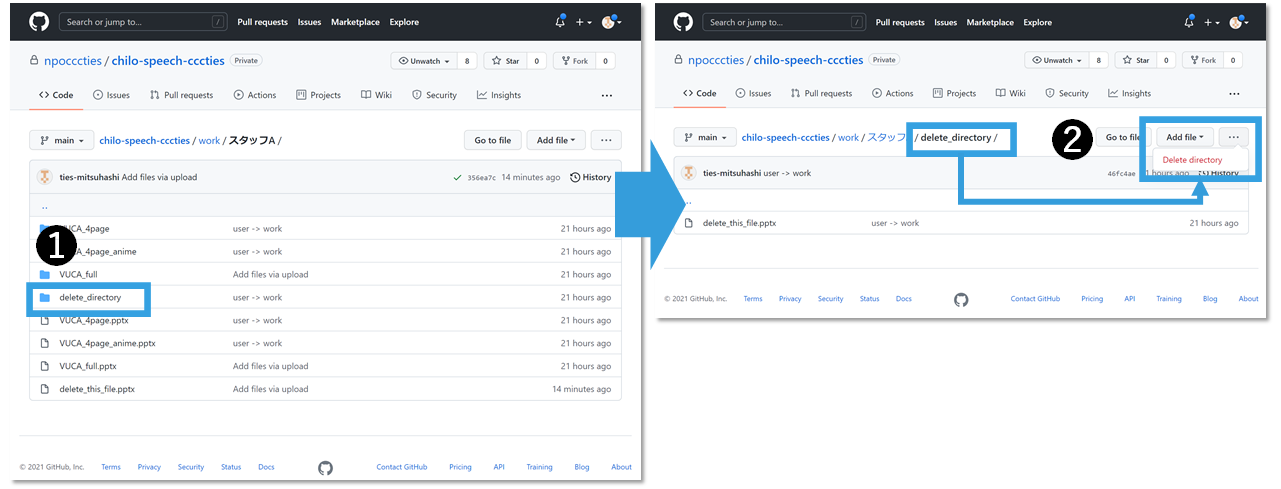 Search or jump to... /
Pull requests Issues Marketplace Explore
npocccties / chilo-speech-cccties Private
Unwatch 8 Star 0 Fork 0
<> Code Issues Pull requests Actions Projects Wiki Security Insights ...
main chilo-speech-cccties / work / スタッフA / Go to file Add file ...
ties-mitsuhashi Add files via upload 356ea7c 14 minutes ago History
..
1
VUCA_4page user -> work 21 hours ago
VUCA_4page_anime user -> work 21 hours ago
VUCA_full Add files via upload 21 hours ago
delete_directory user -> work 21 hours ago
VUCA_4page.pptx user -> work 21 hours ago
VUCA_4page_anime.pptx user -> work 21 hours ago
VUCA_full.pptx Add files via upload 21 hours ago
delete_this_file.pptx Add files via upload 14 minutes ago
© 2021 GitHub, Inc. Terms Privacy Security Status Docs Contact GitHub Pricing API Training Blog About
Search or jump to... /
Pull requests Issues Marketplace Explore
npocccties / chilo-speech-cccties Private
Unwatch 8 Star 0 Fork 0
<> Code Issues Pull requests Actions Projects Wiki Security Insights ...
main chilo-speech-cccties / work / スタッフ / delete_directory / 2 Go to file Add file ...
Delete directory
ties-mitsuhashi user -> work 46fc4ae hours ago History
..
delete_this_file.pptx user -> work 21 hours ago
© 2021 GitHub, Inc. Terms Privacy Security Status Docs Contact GitHub Pricing API Training Blog About